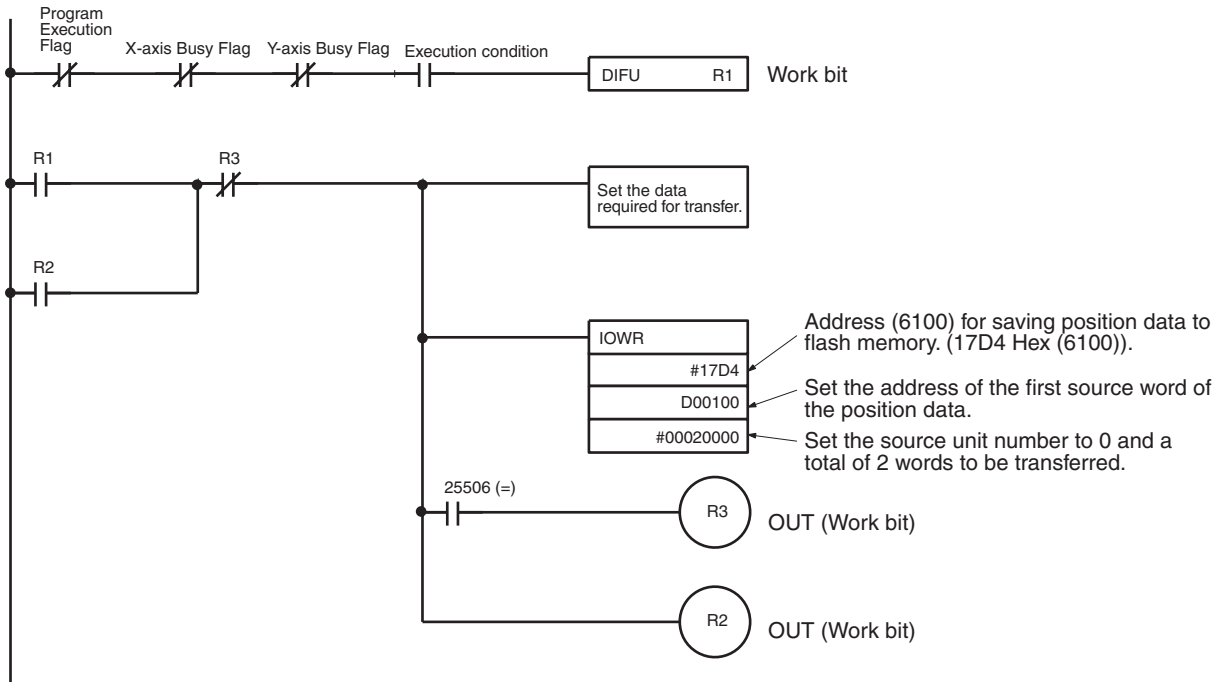 Program
Execution
Flag
X-axis Busy Flag
Y-axis Busy Flag
Execution condition
DIFU R1
Work bit
R1
R3
Set the data
required for transfer.
R2
IOWR
#17D4
D00100
#00020000
Address (6100) for saving position data to
flash memory. (17D4 Hex (6100)).
Set the address of the first source word of
the position data.
Set the source unit number to 0 and a
total of 2 words to be transferred.
25506 (=)
R3
OUT (Work bit)
R2
OUT (Work bit)